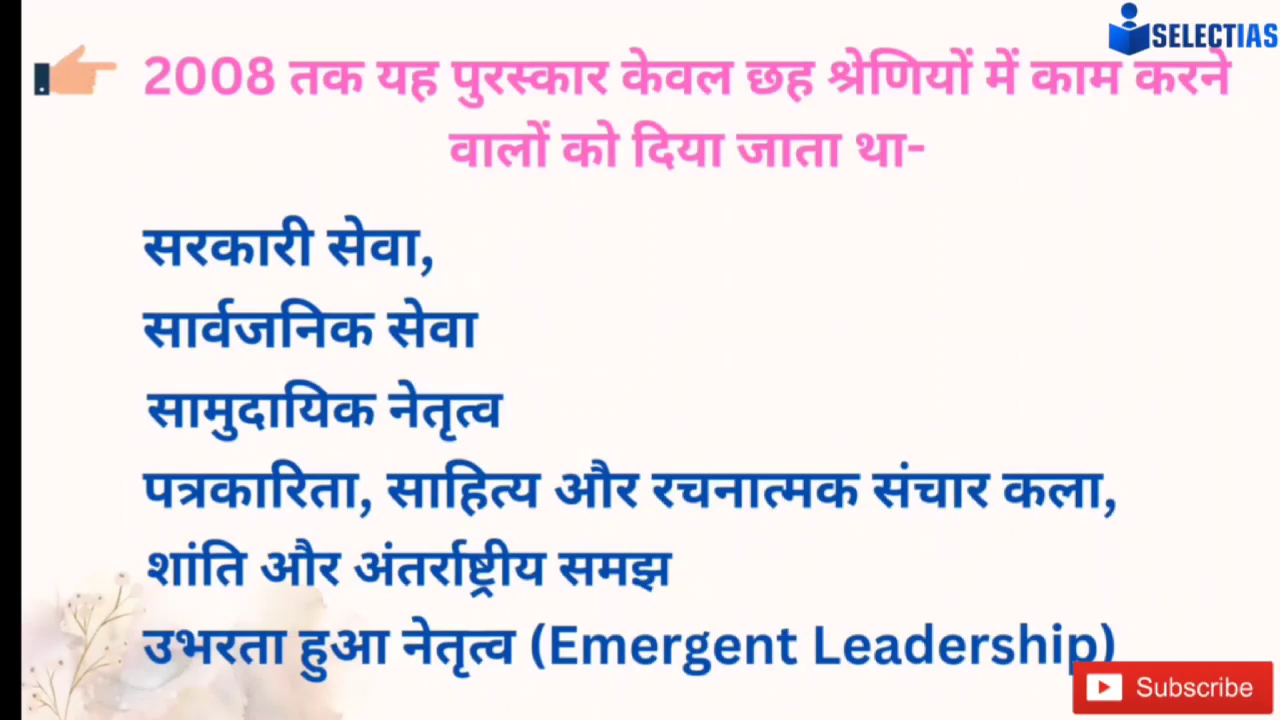 SELECTIAS
2008 तक यह पुरस्कार केवल छह श्रेणियों में काम करने
वालों को दिया जाता था-
सरकारी सेवा,
सार्वजनिक सेवा
सामुदायिक नेतृत्व
पत्रकारिता, साहित्य और रचनात्मक संचार कला,
शांति और अंतर्राष्ट्रीय समझ
उभरता हुआ नेतृत्व (Emergent Leadership)
Subscribe